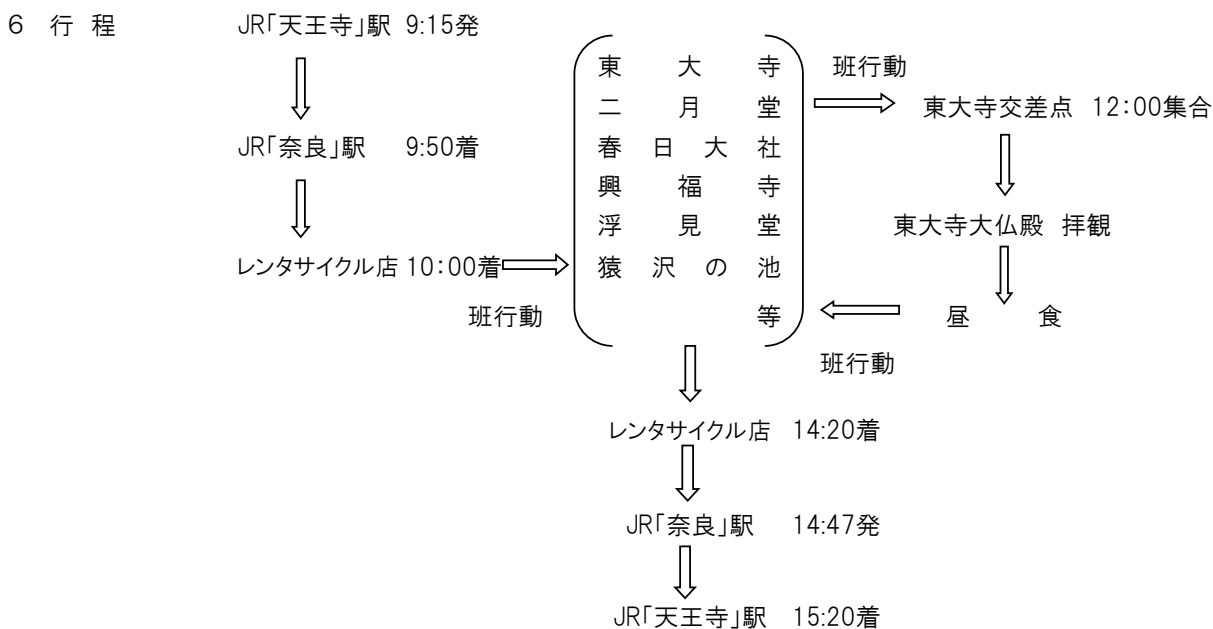 6 行 程
JR「天王寺」駅 9:15発
JR「奈良」駅 9:50着
レンタサイクル店 10:00着
班行動
東 大 寺
二 月 堂
春 日 大 社
興 福 寺
浮 見 堂
猿 沢 の 池
等
班行動
東大寺交差点 12:00集合
東大寺大仏殿 拝観
昼 食
班行動
レンタサイクル店 14:20着
JR「奈良」駅 14:47発
JR「天王寺」駅 15:20着